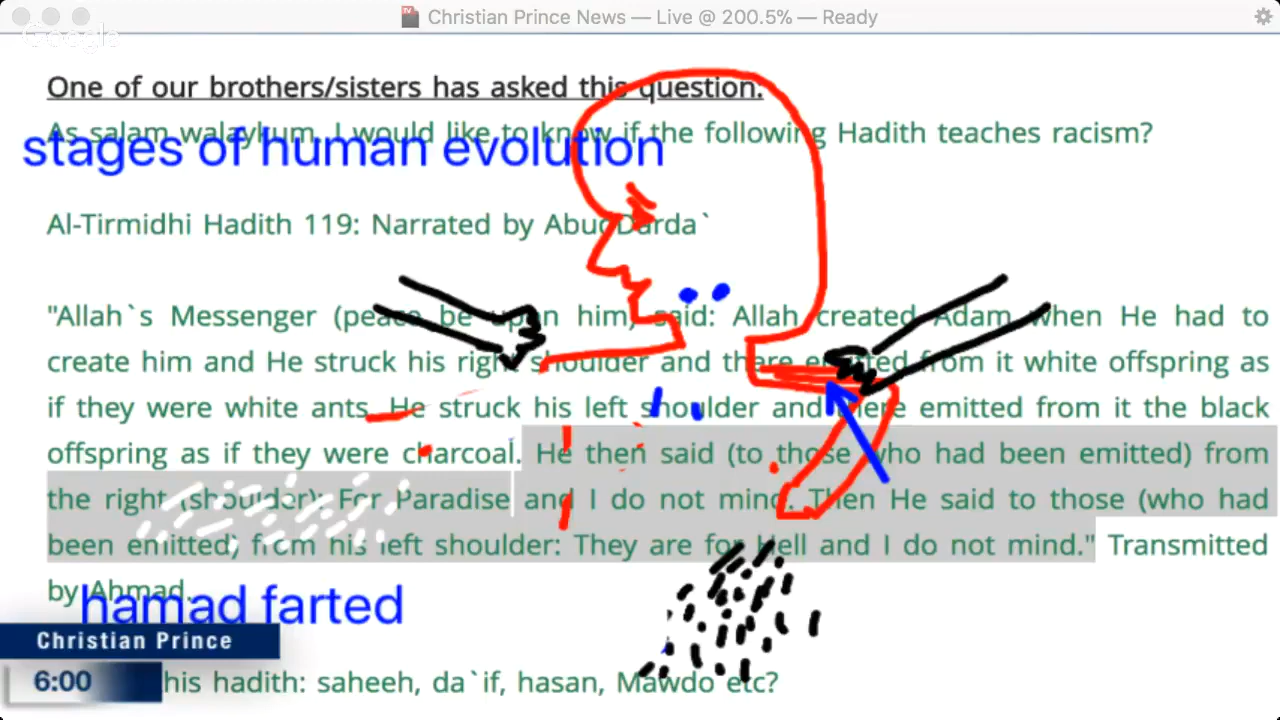 Christian Prince News — Live @ 200.5% — Ready
Google
One of our brothers/sisters has asked this question:
As salam walaykum, I would like to know if the following Hadith teaches racism?
stages of human evolution
Al-Tirmidhi Hadith 119: Narrated by Abud Darda`
"Allah`s Messenger (peace be upon him) said: Allah created Adam when He had to
create him and He struck his right shoulder and there emitted from it white offspring as
if they were white ants. He struck his left shoulder and there emitted from it the black
offspring as if they were charcoal. He then said (to those who had been emitted) from
the right (shoulder): For Paradise and I do not mind. Then He said to those (who had
been emitted) from his left shoulder: They are for Hell and I do not mind." Transmitted
by Ahmad.
hamad farted
Christian Prince
6:00
his hadith: saheeh, da`if, hasan, Mawdo etc?